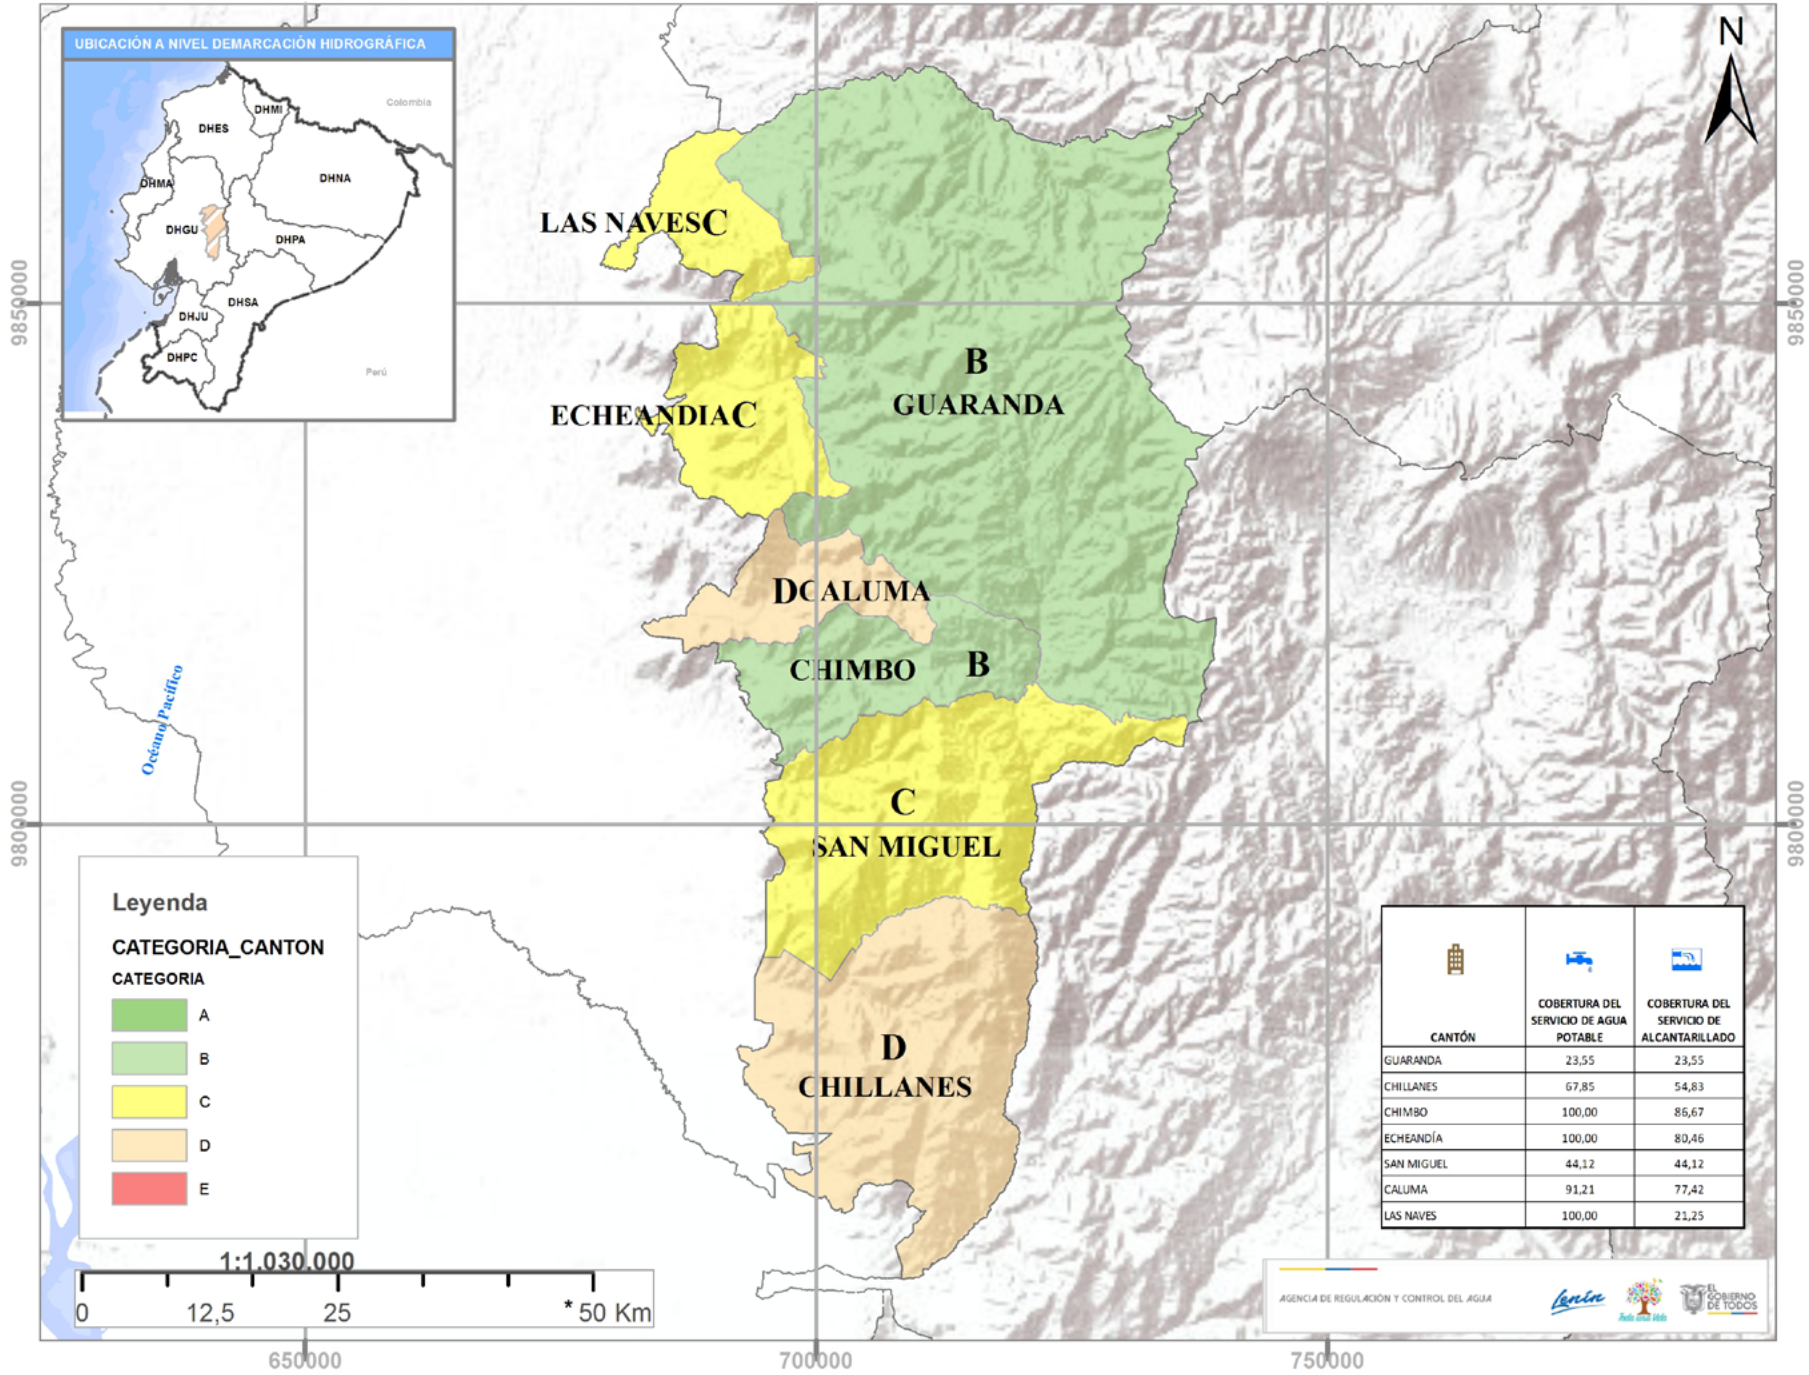 UBICACIÓN A NIVEL DEMARCACIÓN HIDROGRÁFICA
Colombia
DHMI
DHES
DHNA
DHMA
DHGU
DHPA
DHSA
DHJU
DHPC
Perú
N
LAS NAVES C
B
GUARANDA
ECHEANDIA C
D CALUMA
CHIMBO B
C
SAN MIGUEL
D
CHILLANES
Océano Pacífico
9850000
9850000
9800000
9800000
Leyenda
CATEGORIA_CANTON
CATEGORIA
A
B
C
D
E
1:1.030.000
0 12,5 25 * 50 Km
650000 700000 750000
CANTÓN
COBERTURA DEL
SERVICIO DE AGUA
POTABLE
COBERTURA DEL
SERVICIO DE
ALCANTARILLADO
GUARANDA 23,55 23,55
CHILLANES 67,85 54,83
CHIMBO 100,00 86,67
ECHEANDÍA 100,00 80,46
SAN MIGUEL 44,12 44,12
CALUMA 91,21 77,42
LAS NAVES 100,00 21,25
AGENCIA DE REGULACIÓN Y CONTROL DEL AGUA
Lenín
Toda una Vida
EL
GOBIERNO
DE TODOS